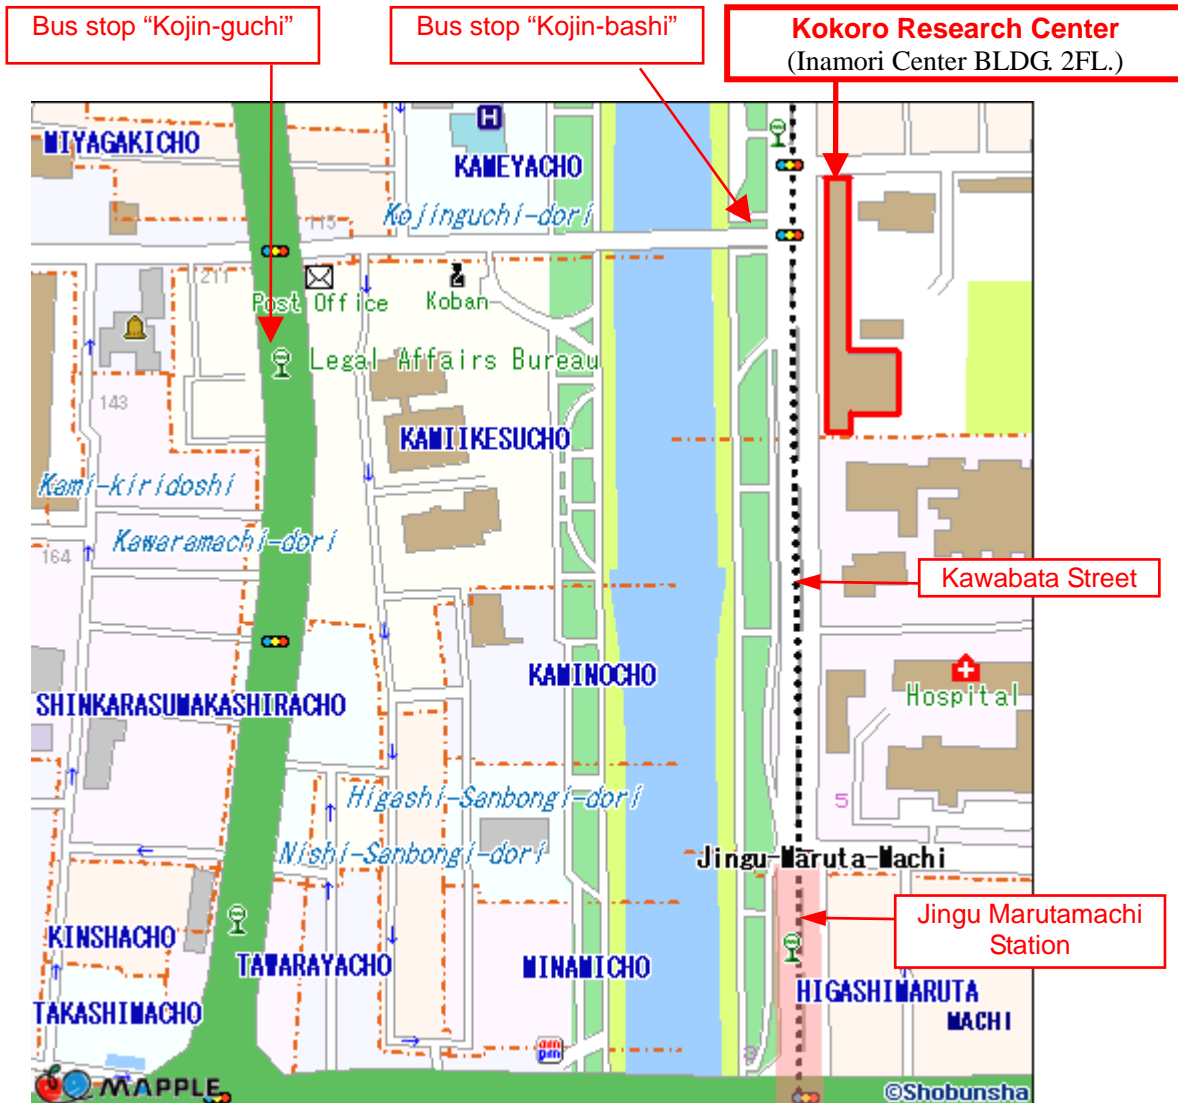 Bus stop “Kojin-guchi”
Bus stop “Kojin-bashi”
Kokoro Research Center
(Inamori Center BLDG. 2FL.)
MIYAGAKICHO
H
KAMEYACHO
Kojinguchi-dori
115
211
Post Office
Koban
Legal Affairs Bureau
143
KAMIIKESUCHO
Kami-kiridoshi
Kawaramachi-dori
164
Kawabata Street
KAMINOCHO
Hospital
SHINKARASUMAKASHIRACHO
Higashi-Sanbongi-dori
5
Nishi-Sanbongi-dori
Jingu-Maruta-Machi
Jingu Marutamachi
Station
KINSHACHO
TAWARAYACHO
MINAMICHO
HIGASHIMARUTA
MACHI
TAKASHIMACHO
am
pm
MAPPLE
©Shobunsha